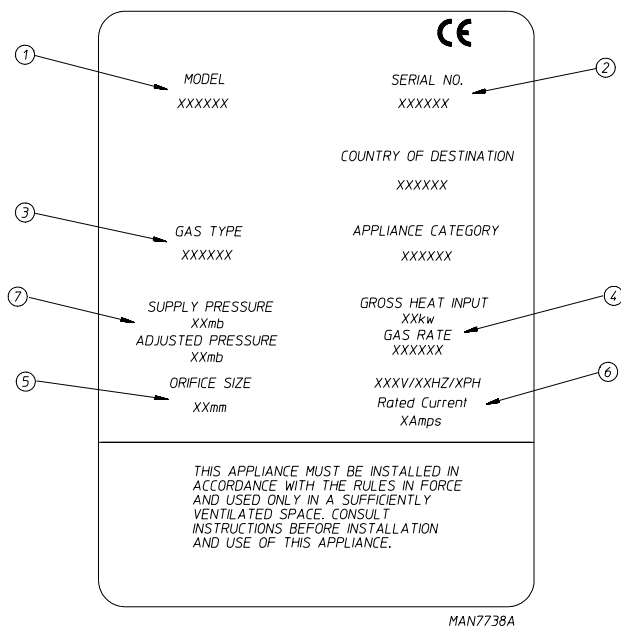 CE
1
MODEL
XXXXXX
SERIAL NO.
XXXXXX
2
COUNTRY OF DESTINATION
XXXXXX
3
GAS TYPE
XXXXXX
APPLIANCE CATEGORY
XXXXXX
7
SUPPLY PRESSURE
XXmb
ADJUSTED PRESSURE
XXmb
GROSS HEAT INPUT
XXkw
GAS RATE
XXXXXX
4
5
ORIFICE SIZE
XXmm
XXXV/XXHZ/XPH
Rated Current
XAmps
6
THIS APPLIANCE MUST BE INSTALLED IN
ACCORDANCE WITH THE RULES IN FORCE
AND USED ONLY IN A SUFFICIENTLY
VENTILATED SPACE. CONSULT
INSTRUCTIONS BEFORE INSTALLATION
AND USE OF THIS APPLIANCE.
MAN7738A